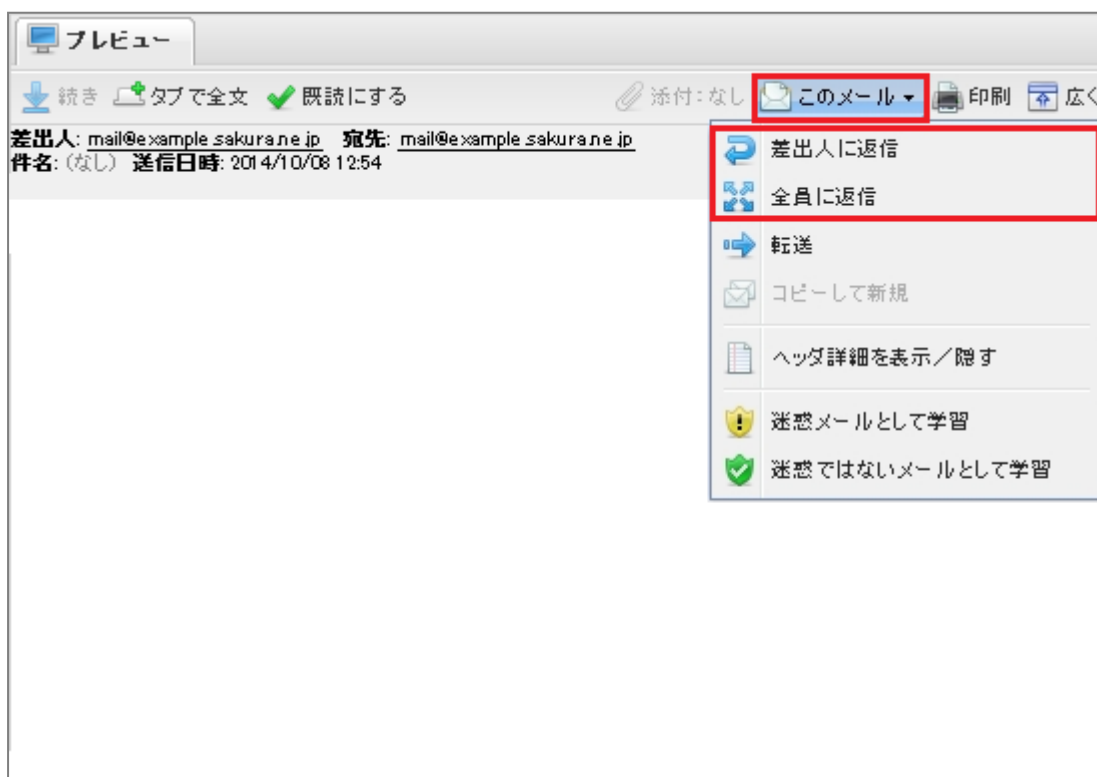 プレビュー
続き タブで全文 既読にする 添付:なし このメール 印刷 広く
差出人: mail@example.sakura.ne.jp 宛先: mail@example.sakura.ne.jp
件名: (なし) 送信日時: 2014/10/08 12:54
差出人に返信
全員に返信
転送
コピーして新規
ヘッダ詳細を表示/隠す
迷惑メールとして学習
迷惑ではないメールとして学習